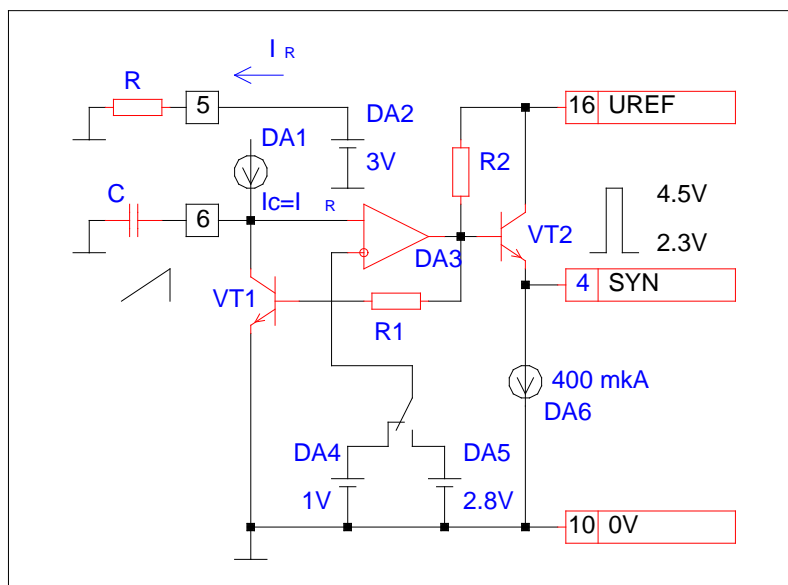 I R
R
5
DA2
16 UREF
DA1
3V
R2
C
Ic=I R
4.5V
6
DA3
VT2
2.3V
VT1
4 SYN
R1
400 mkA
DA6
DA4
DA5
1V
2.8V
10 0V